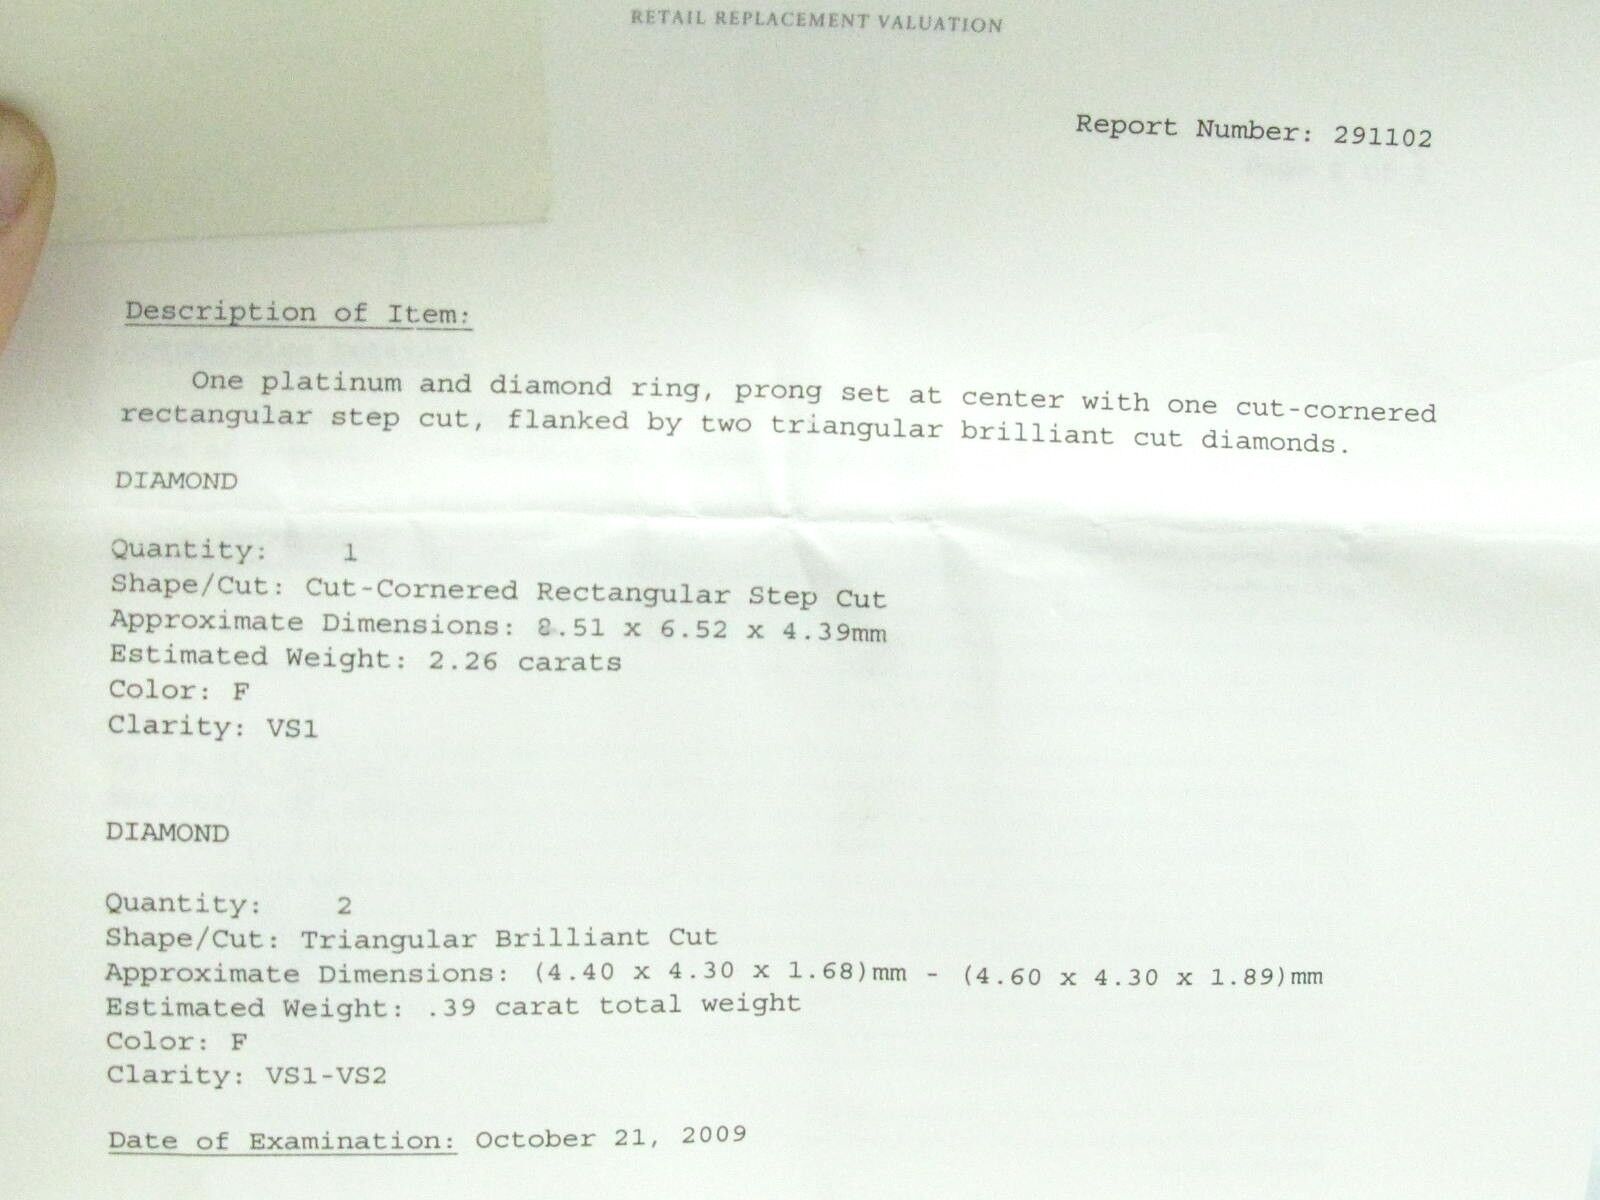 RETAIL REPLACEMENT VALUATION
Report Number: 291102
Description of Item:
One platinum and diamond ring, prong set at center with one cut-cornered
rectangular step cut, flanked by two triangular brilliant cut diamonds.
DIAMOND
Quantity: 1
Shape/Cut: Cut-Cornered Rectangular Step Cut
Approximate Dimensions: 8.51 x 6.52 x 4.39mm
Estimated Weight: 2.26 carats
Color: F
Clarity: VS1
DIAMOND
Quantity: 2
Shape/Cut: Triangular Brilliant Cut
Approximate Dimensions: (4.40 x 4.30 x 1.68)mm - (4.60 x 4.30 x 1.89)mm
Estimated Weight: .39 carat total weight
Color: F
Clarity: VS1-VS2
Date of Examination: October 21, 2009